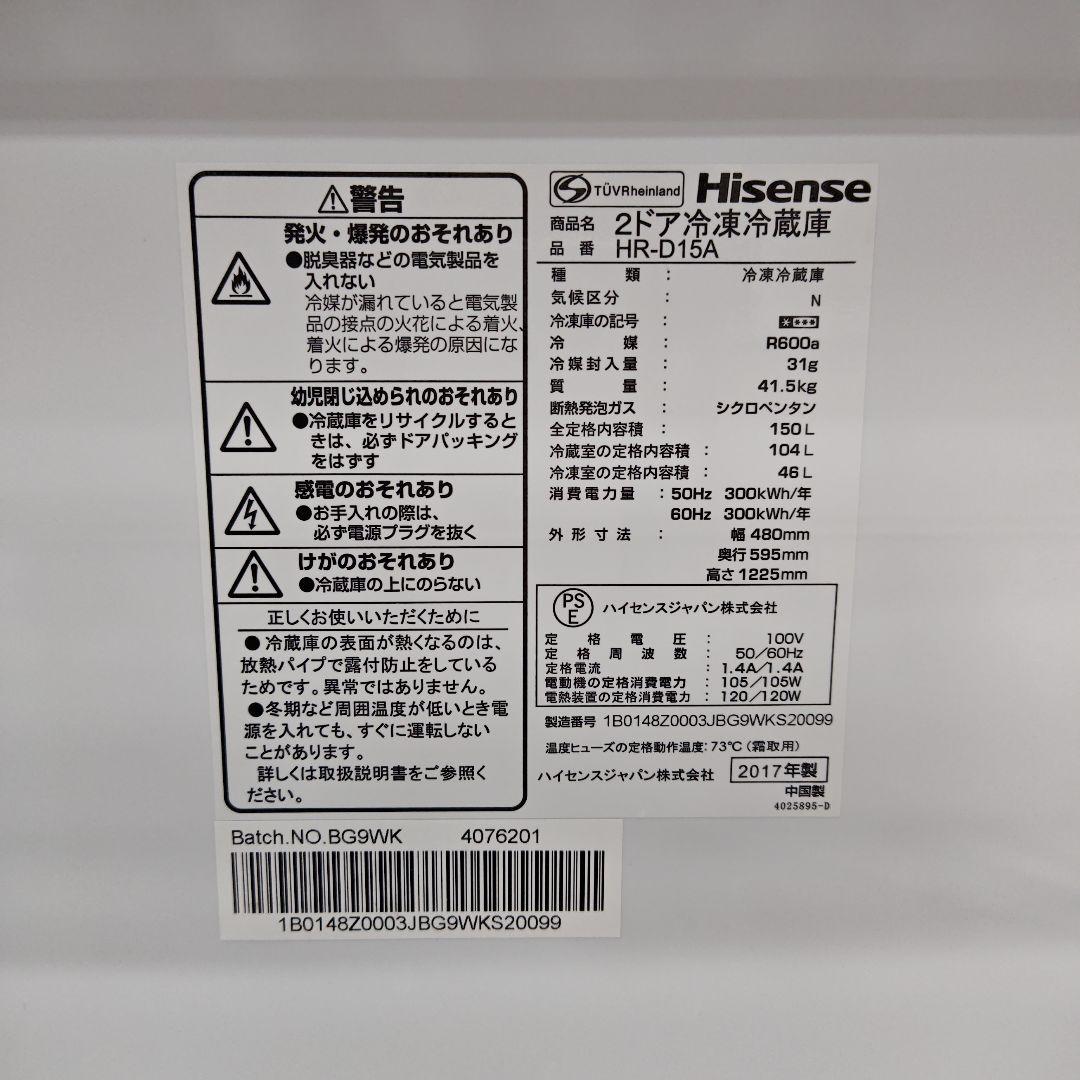 ⚠警告
発火・爆発のおそれあり
●脱臭器などの電気製品を
入れない
冷媒が漏れていると電気製
品の接点の火花による着火、
着火による爆発の原因にな
ります。
幼児閉じ込められのおそれあり
●冷蔵庫をリサイクルすると
きは、必ずドアパッキング
をはずす
感電のおそれあり
●お手入れの際は、
必ず電源プラグを抜く
けがのおそれあり
●冷蔵庫の上にのらない
正しくお使いいただくために
●冷蔵庫の表面が熱くなるのは、
放熱パイプで露付防止をしている
ためです。異常ではありません。
●冬期など周囲温度が低いとき電
源を入れても、すぐに運転しない
ことがあります。
詳しくは取扱説明書をご参照く
ださい。
TÜVRheinland Hisense
商品名 2ドア冷凍冷蔵庫
品番 HR-D15A
種類：冷凍冷蔵庫
気候区分：N
冷凍庫の記号：****
冷媒：R600a
冷媒封入量：31g
質量：41.5kg
断熱発泡ガス：シクロペンタン
全定格内容積：150L
冷蔵室の定格内容積：104L
冷凍室の定格内容積：46L
消費電力量：50Hz 300kWh/年
60Hz 300kWh/年
外形寸法：幅480mm
奥行595mm
高さ1225mm
PSE ハイセンスジャパン株式会社
定格電圧：100V
定格周波数：50/60Hz
定格電流：1.4A/1.4A
電動機の定格消費電力：105/105W
電熱装置の定格消費電力：120/120W
製造番号 1B0148Z0003JBG9WKS20099
温度ヒューズの定格動作温度：73℃（霜取用）
ハイセンスジャパン株式会社 2017年製
中国製
4025895-D
Batch.NO.BG9WK 4076201
1B0148Z0003JBG9WKS20099